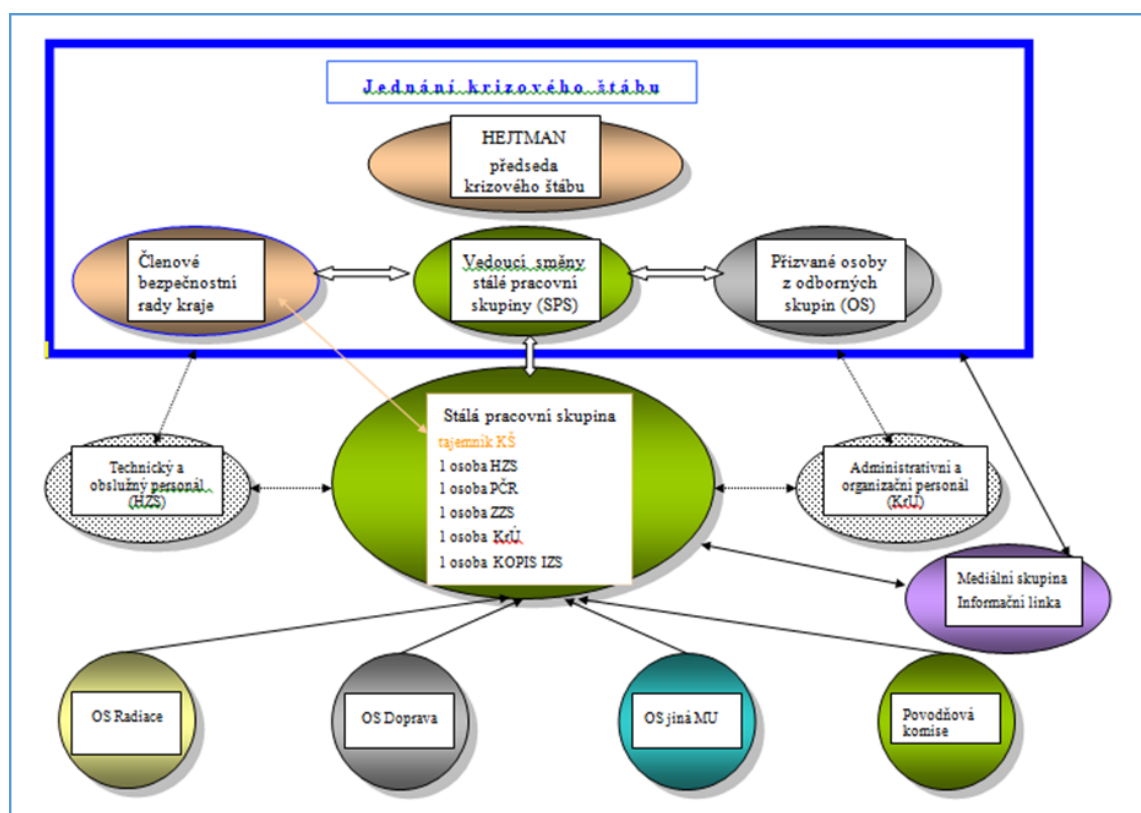 Jednání krizového štábu
HEJTMAN
předseda
krizového štábu
Členové
bezpečnostní
rady kraje
Vedoucí směny
stálé pracovní
skupiny (SPS)
Přizvané osoby
z odborných
skupin (OS)
Stálá pracovní skupina
tajemník KŠ
1 osoba HZS
1 osoba PČR
1 osoba ZZS
1 osoba KrÚ
1 osoba KOPIS IZS
Technický a
obslužný personál
(HZS)
Administrativní a
organizační personál
(KrU)
Mediální skupina
Informační linka
OS Radiace
OS Doprava
OS jiná MU
Povodňová
komise